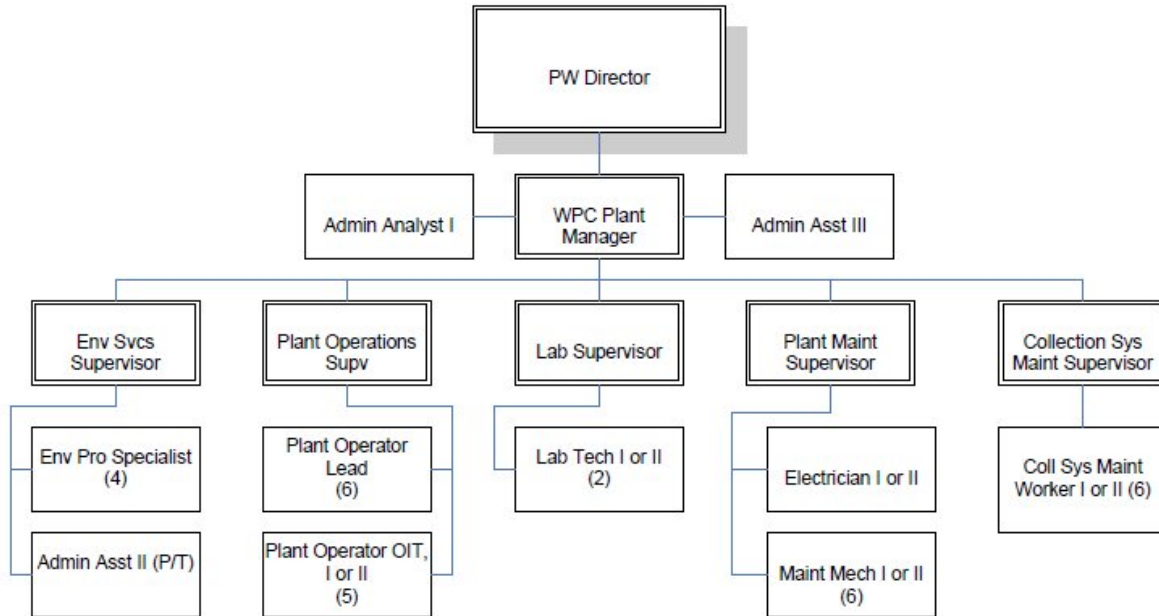 PW Director
Admin Analyst I
WPC Plant
Manager
Admin Asst III
Env Svcs
Supervisor
Plant Operations
Supv
Lab Supervisor
Plant Maint
Supervisor
Collection Sys
Maint Supervisor
Env Pro Specialist
(4)
Plant Operator
Lead
(6)
Lab Tech I or II
(2)
Electrician I or II
Coll Sys Maint
Worker I or II (6)
Admin Asst II (P/T)
Plant Operator OIT,
I or II
(5)
Maint Mech I or II
(6)